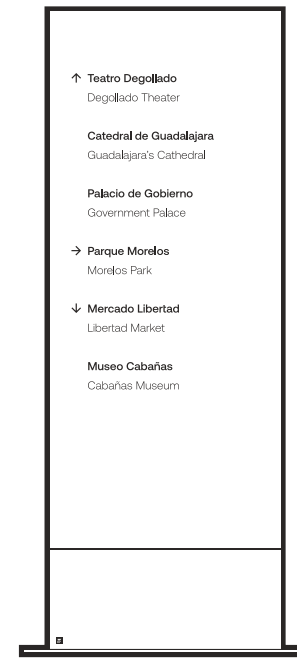 ↑ Teatro Degollado
Degollado Theater
Catedral de Guadalajara
Guadalajara's Cathedral
Palacio de Gobierno
Government Palace
→ Parque Morelos
Morelos Park
↓ Mercado Libertad
Libertad Market
Museo Cabañas
Cabañas Museum